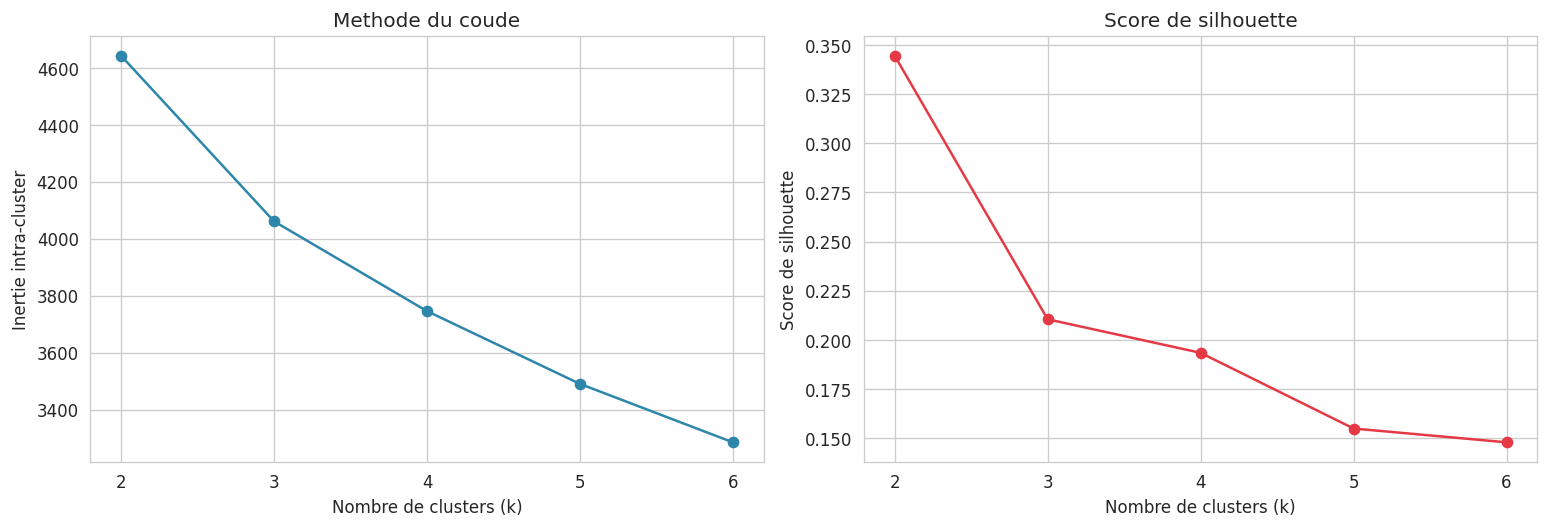 Methode du coude
Inertie intra-cluster
4600
4400
4200
4000
3800
3600
3400
2 3 4 5 6
Nombre de clusters (k)
Score de silhouette
Score de silhouette
0.350
0.325
0.300
0.275
0.250
0.225
0.200
0.175
0.150
2 3 4 5 6
Nombre de clusters (k)